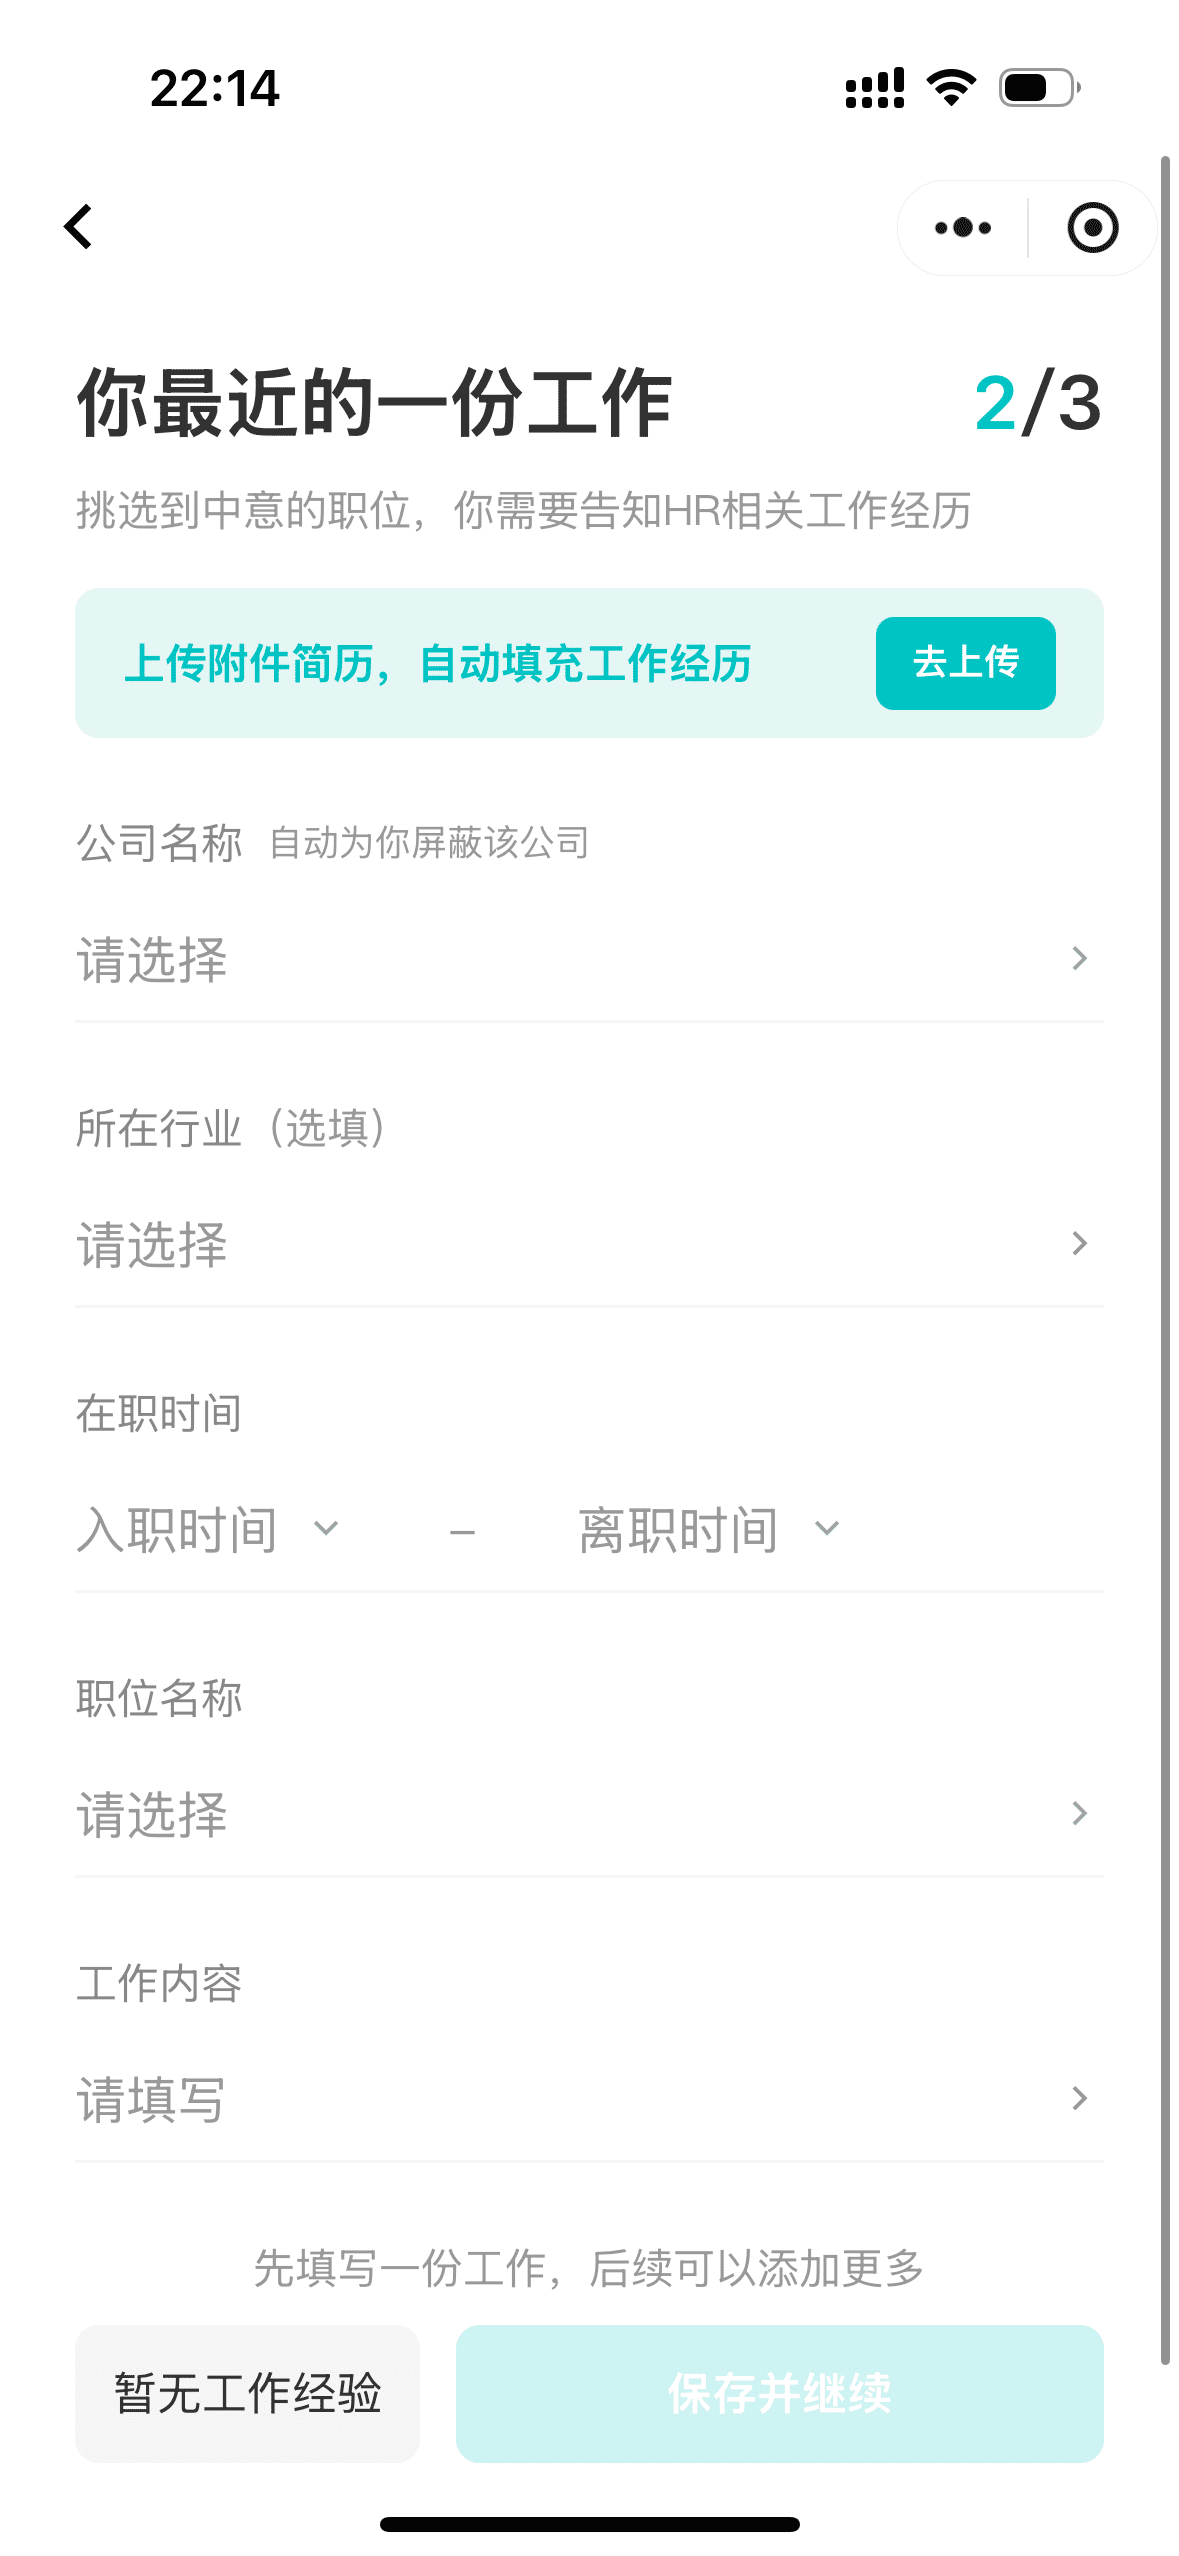 22:14
你最近的一份工作 2/3
挑选到中意的职位，你需要告知HR相关工作经历
上传附件简历，自动填充工作经历 去上传
公司名称 自动为你屏蔽该公司
请选择
所在行业（选填）
请选择
在职时间
入职时间 – 离职时间
职位名称
请选择
工作内容
请填写
先填写一份工作，后续可以添加更多
暂无工作经验 保存并继续